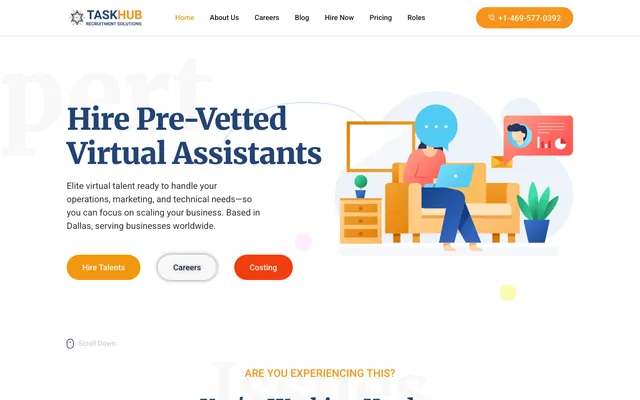 TASKHUB
RECRUITMENT SOLUTIONS
Home About Us Careers Blog Hire Now Pricing Roles
+1-469-577-0392
pert
Hire Pre-Vetted
Virtual Assistants
Elite virtual talent ready to handle your
operations, marketing, and technical needs—so
you can focus on scaling your business. Based in
Dallas, serving businesses worldwide.
Hire Talents Careers Costing
Scroll Down
Issues
ARE YOU EXPERIENCING THIS?